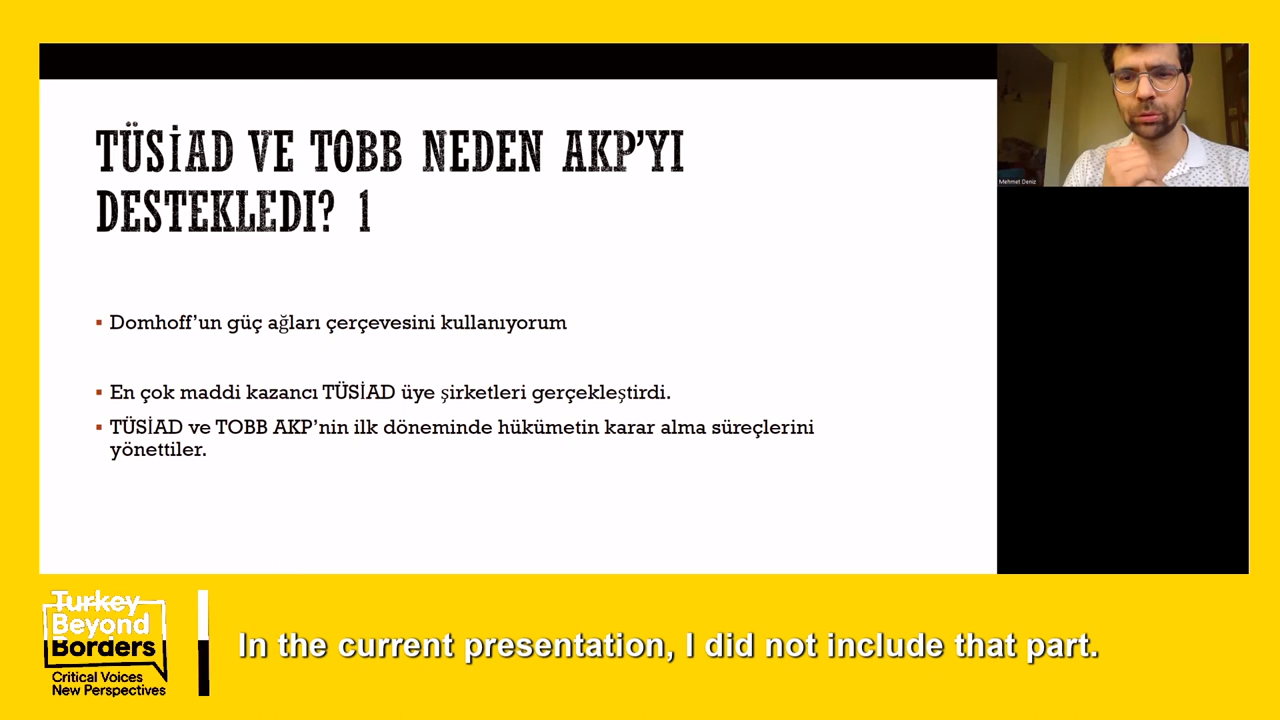 TÜSİAD VE TOBB NEDEN AKP'YI
DESTEKLEDI? 1
▪ Domhoff'un güç ağları çerçevesini kullanıyorum
▪ En çok maddi kazancı TÜSİAD üye şirketleri gerçekleştirdi.
▪ TÜSİAD ve TOBB AKP'nin ilk döneminde hükümetin karar alma süreçlerini
yönettiler.
Mehmet Deniz
Turkey
Beyond
Borders
Critical Voices
New Perspectives
In the current presentation, I did not include that part.